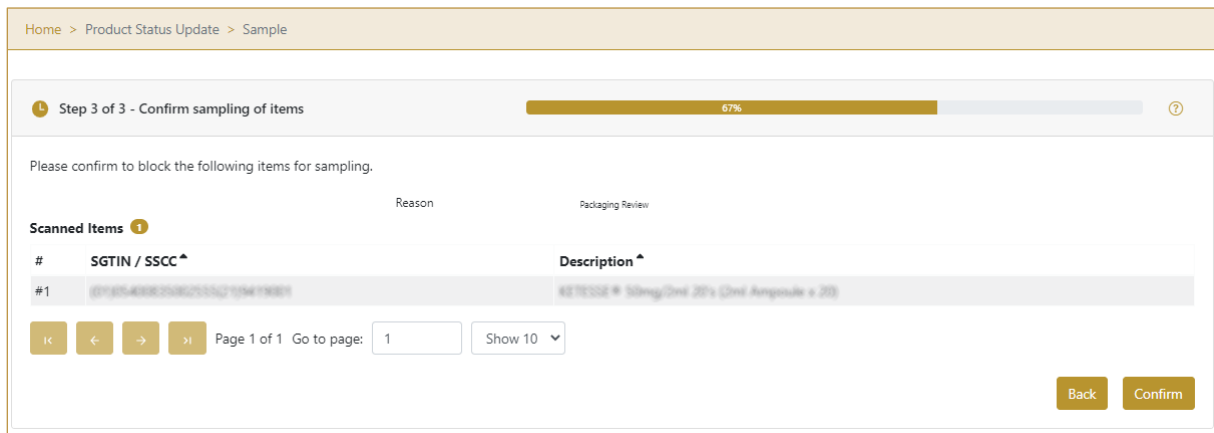 Home > Product Status Update > Sample
Step 3 of 3 - Confirm sampling of items 67%
Please confirm to block the following items for sampling.
Reason Packaging Review
Scanned Items 1
# SGTIN / SSCC Description
#1
Page 1 of 1 Go to page: 1 Show 10
Back Confirm